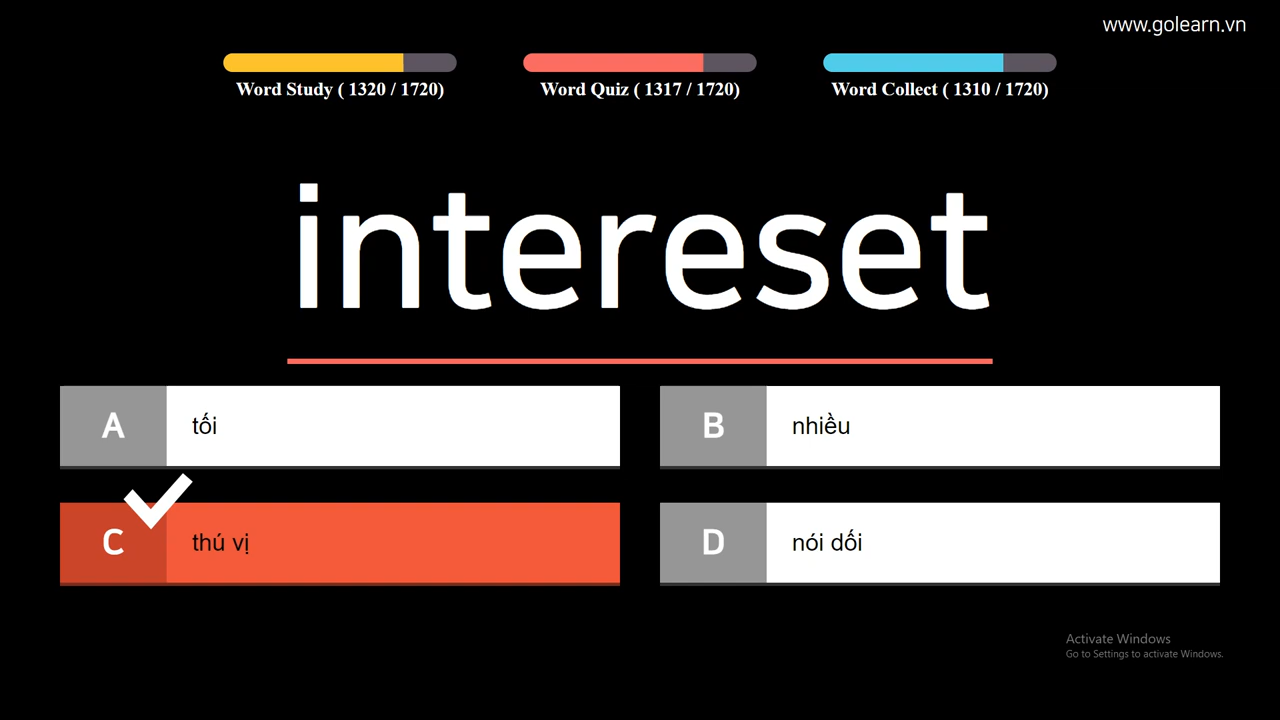 www.golearn.vn
Word Study ( 1320 / 1720)
Word Quiz ( 1317 / 1720)
Word Collect ( 1310 / 1720)
intereset
A tối
B nhiều
C thú vị
D nói dối
Activate Windows
Go to Settings to activate Windows.